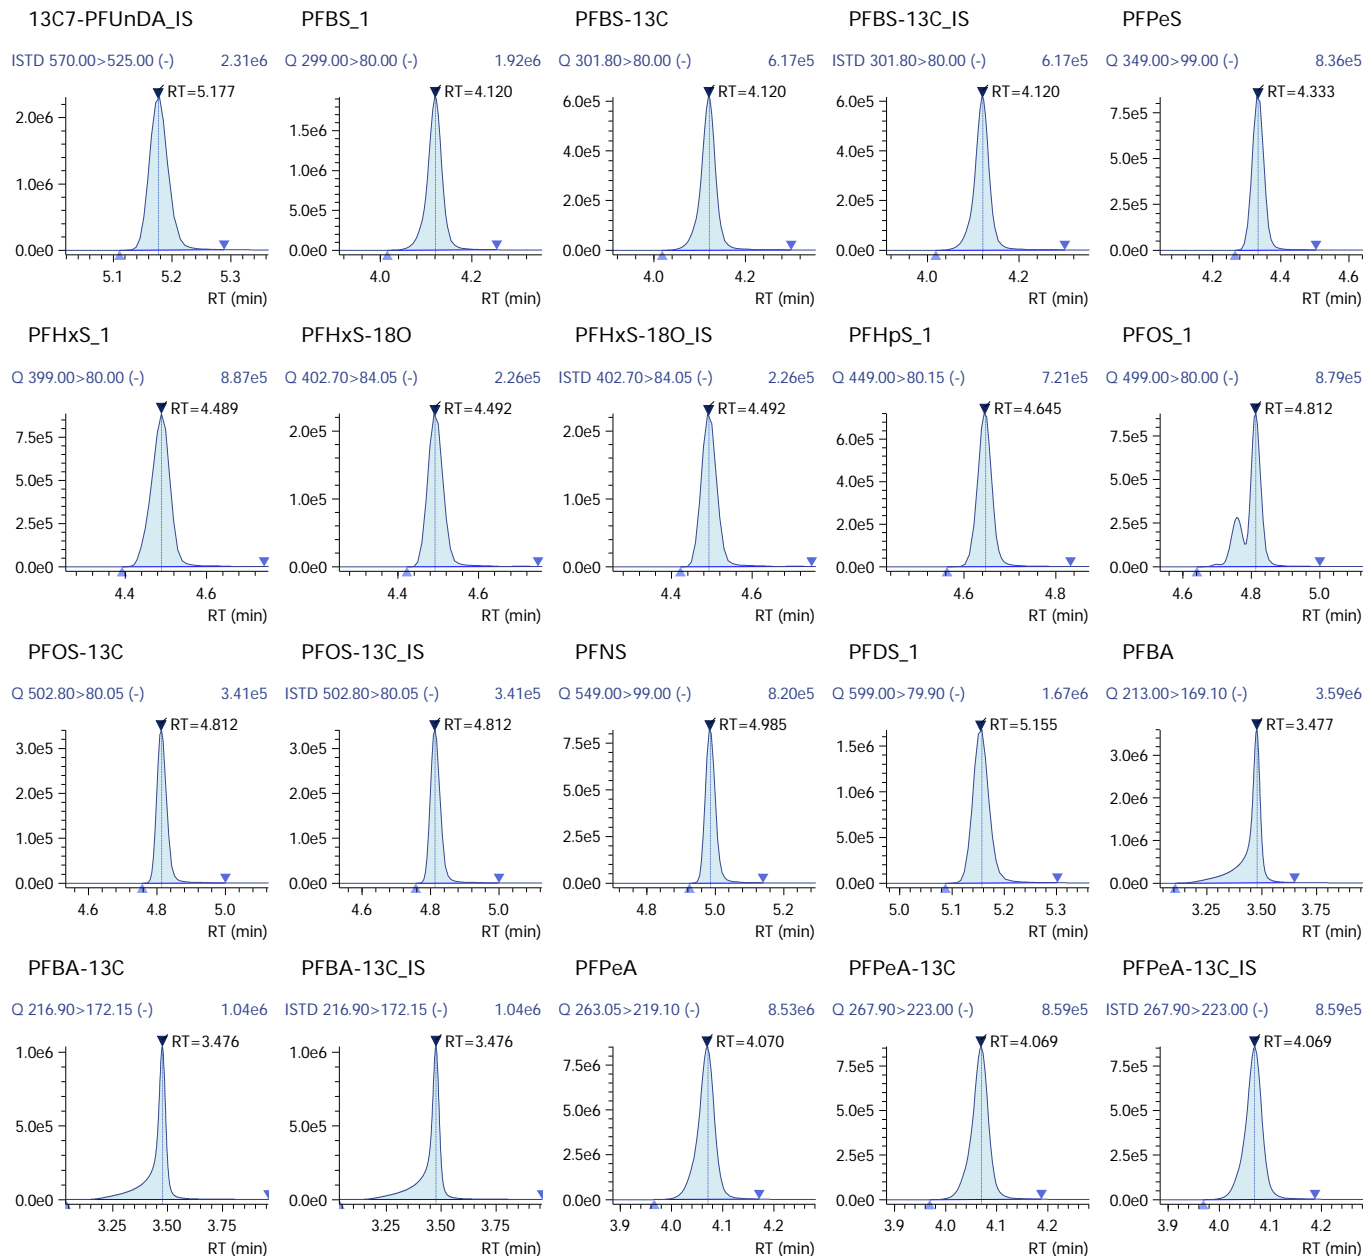 13C7-PFUnDA_IS
ISTD 570.00>525.00 (-) 2.31e6
RT=5.177
2.0e6
1.0e6
0.0e0
5.1 5.2 5.3
RT (min)
PFBS_1
Q 299.00>80.00 (-) 1.92e6
RT=4.120
1.5e6
1.0e6
5.0e5
0.0e0
4.0 4.2
RT (min)
PFBS-13C
Q 301.80>80.00 (-) 6.17e5
RT=4.120
6.0e5
4.0e5
2.0e5
0.0e0
4.0 4.2
RT (min)
PFBS-13C_IS
ISTD 301.80>80.00 (-) 6.17e5
RT=4.120
6.0e5
4.0e5
2.0e5
0.0e0
4.0 4.2
RT (min)
PFPeS
Q 349.00>99.00 (-) 8.36e5
RT=4.333
7.5e5
5.0e5
2.5e5
0.0e0
4.2 4.4 4.6
RT (min)
PFHxS_1
Q 399.00>80.00 (-) 8.87e5
RT=4.489
7.5e5
5.0e5
2.5e5
0.0e0
4.4 4.6
RT (min)
PFHxS-18O
Q 402.70>84.05 (-) 2.26e5
RT=4.492
2.0e5
1.0e5
0.0e0
4.4 4.6
RT (min)
PFHxS-18O_IS
ISTD 402.70>84.05 (-) 2.26e5
RT=4.492
2.0e5
1.0e5
0.0e0
4.4 4.6
RT (min)
PFHpS_1
Q 449.00>80.15 (-) 7.21e5
RT=4.645
6.0e5
4.0e5
2.0e5
0.0e0
4.6 4.8
RT (min)
PFOS_1
Q 499.00>80.00 (-) 8.79e5
RT=4.812
7.5e5
5.0e5
2.5e5
0.0e0
4.6 4.8 5.0
RT (min)
PFOS-13C
Q 502.80>80.05 (-) 3.41e5
RT=4.812
3.0e5
2.0e5
1.0e5
0.0e0
4.6 4.8 5.0
RT (min)
PFOS-13C_IS
ISTD 502.80>80.05 (-) 3.41e5
RT=4.812
3.0e5
2.0e5
1.0e5
0.0e0
4.6 4.8 5.0
RT (min)
PFNS
Q 549.00>99.00 (-) 8.20e5
RT=4.985
7.5e5
5.0e5
2.5e5
0.0e0
4.8 5.0 5.2
RT (min)
PFDS_1
Q 599.00>79.90 (-) 1.67e6
RT=5.155
1.5e6
1.0e6
5.0e5
0.0e0
5.0 5.1 5.2 5.3
RT (min)
PFBA
Q 213.00>169.10 (-) 3.59e6
RT=3.477
3.0e6
2.0e6
1.0e6
0.0e0
3.25 3.50 3.75
RT (min)
PFBA-13C
Q 216.90>172.15 (-) 1.04e6
RT=3.476
1.0e6
5.0e5
0.0e0
3.25 3.50 3.75
RT (min)
PFBA-13C_IS
ISTD 216.90>172.15 (-) 1.04e6
RT=3.476
1.0e6
5.0e5
0.0e0
3.25 3.50 3.75
RT (min)
PFPeA
Q 263.05>219.10 (-) 8.53e6
RT=4.070
7.5e6
5.0e6
2.5e6
0.0e0
3.9 4.0 4.1 4.2
RT (min)
PFPeA-13C
Q 267.90>223.00 (-) 8.59e5
RT=4.069
7.5e5
5.0e5
2.5e5
0.0e0
3.9 4.0 4.1 4.2
RT (min)
PFPeA-13C_IS
ISTD 267.90>223.00 (-) 8.59e5
RT=4.069
7.5e5
5.0e5
2.5e5
0.0e0
3.9 4.0 4.1 4.2
RT (min)